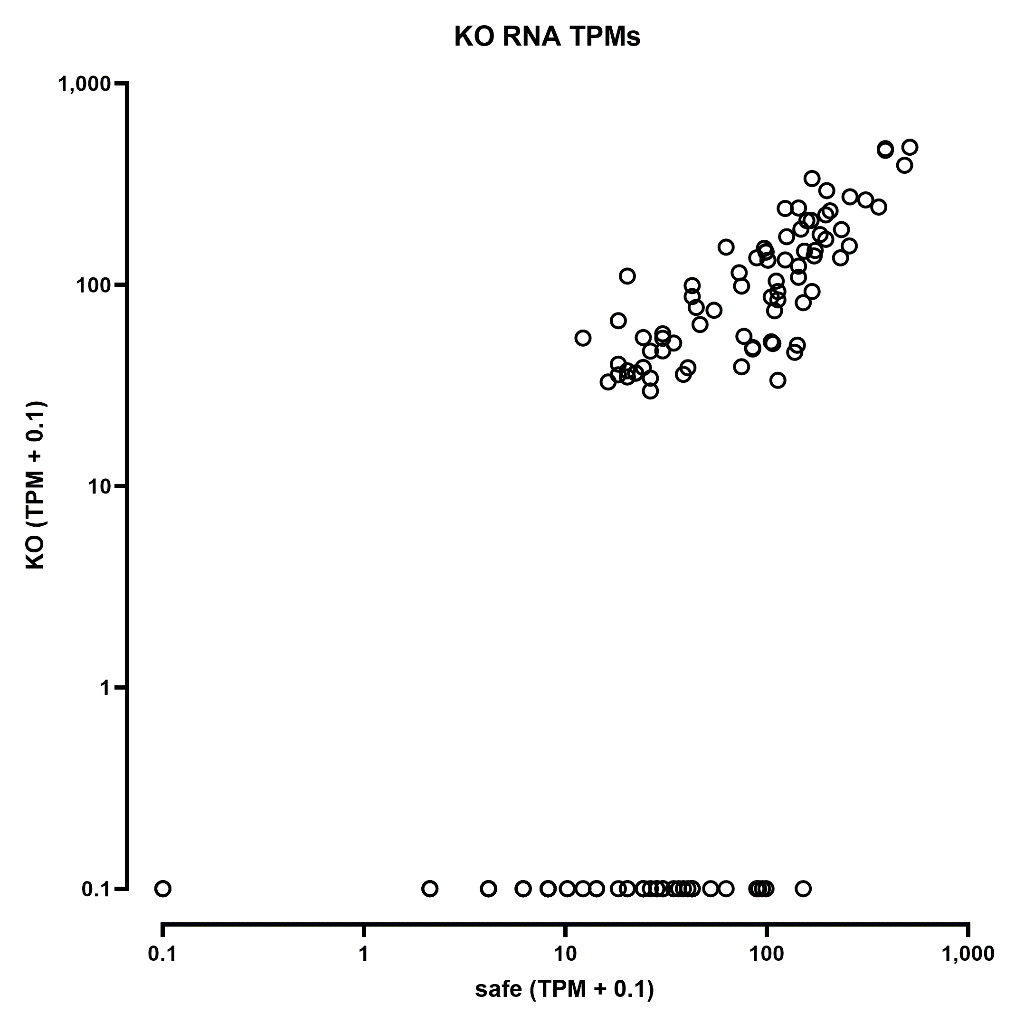 KO RNA TPMs
1,000
100
10
1
0.1
KO (TPM + 0.1)
0.1 1 10 100 1,000
safe (TPM + 0.1)